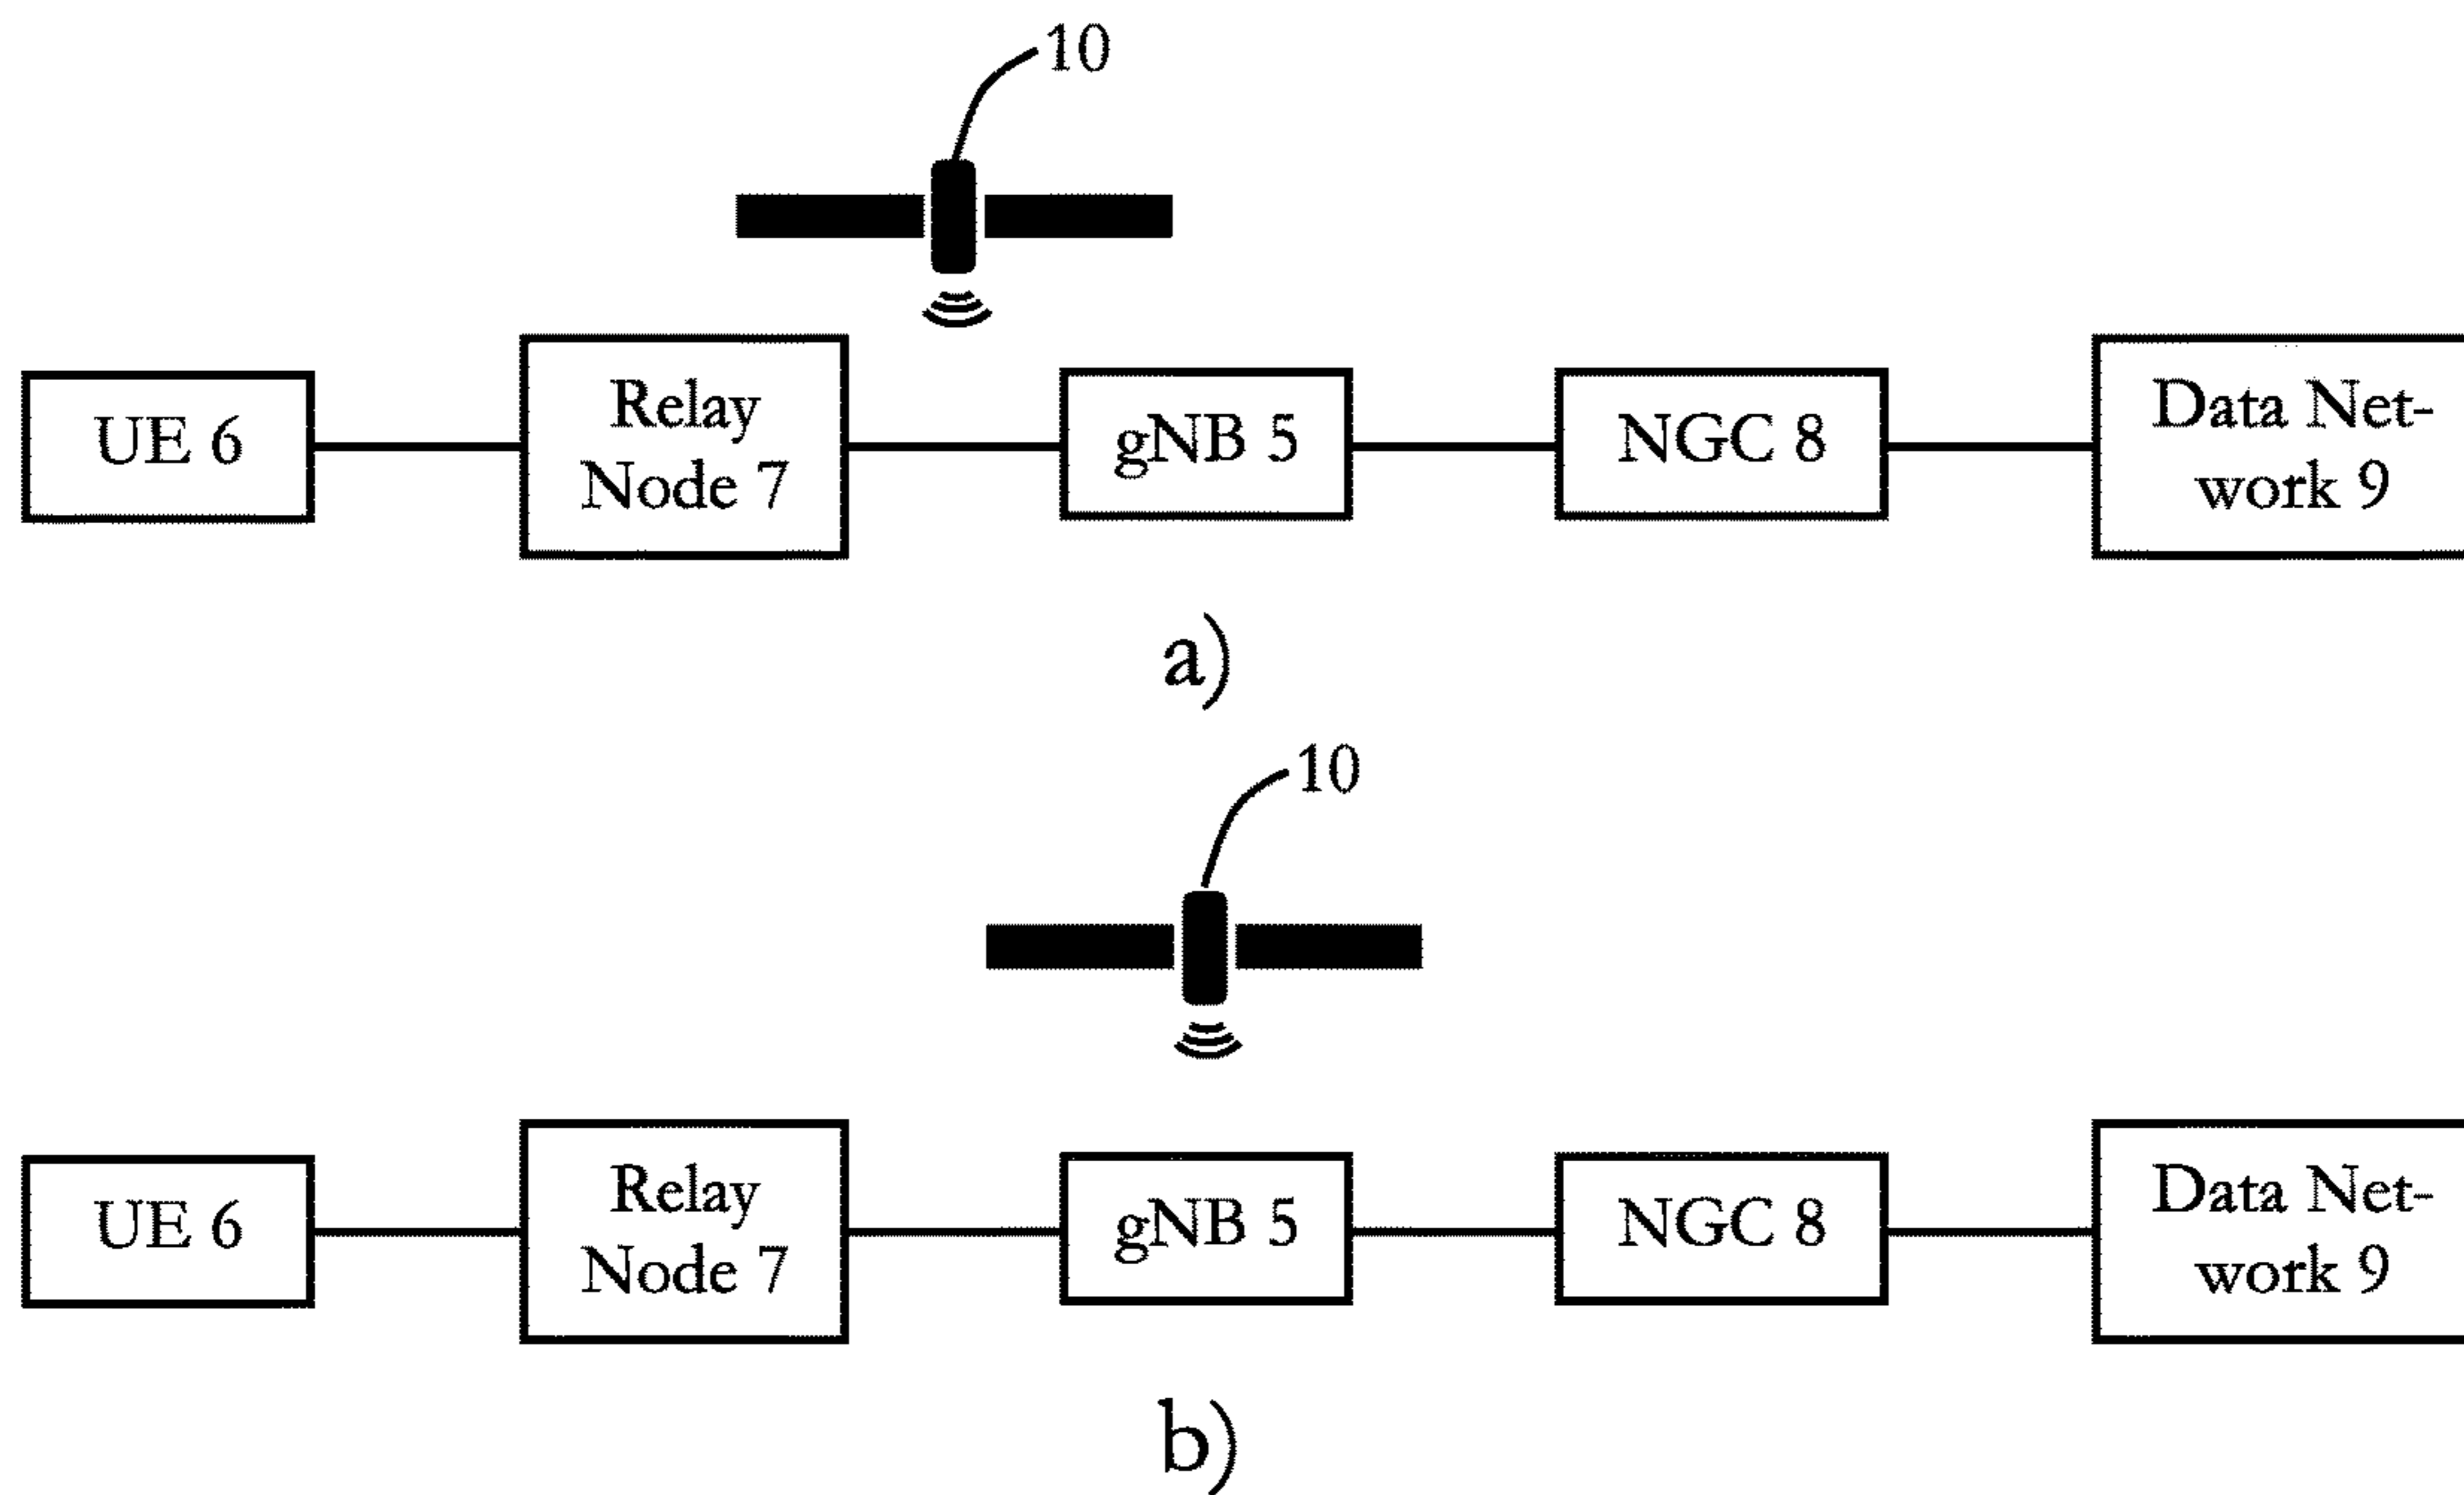 10
UE 6
Relay
Node 7
gNB 5
NGC 8
Data Net-
work 9
a)
10
UE 6
Relay
Node 7
gNB 5
NGC 8
Data Net-
work 9
b)